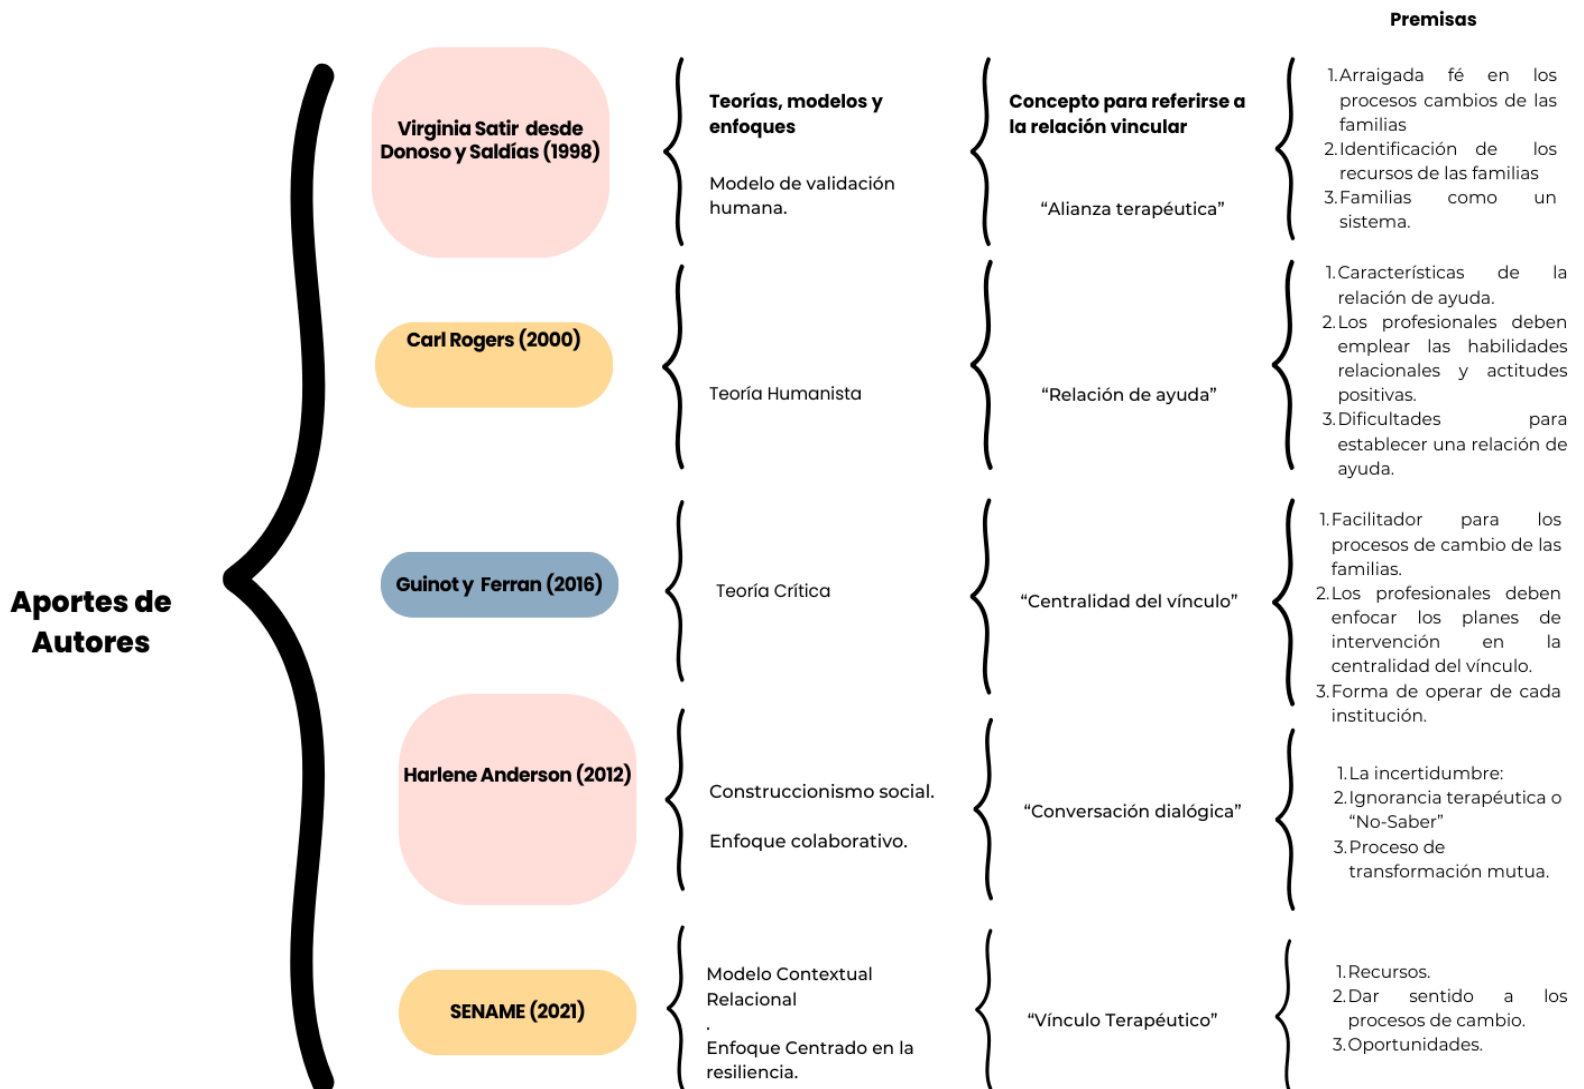 Premisas
Aportes de
Autores
Virginia Satir desde
Donoso y Saldías (1998)
Teorías, modelos y
enfoques
Modelo de validación
humana.
Concepto para referirse a
la relación vincular
“Alianza terapéutica”
1.Arraigada fé en los
procesos cambios de las
familias
2.Identificación de los
recursos de las familias
3.Familias como un
sistema.
Carl Rogers (2000)
Teoría Humanista
“Relación de ayuda”
1.Características de la
relación de ayuda.
2.Los profesionales deben
emplear las habilidades
relacionales y actitudes
positivas.
3.Dificultades para
establecer una relación de
ayuda.
Guinot y Ferran (2016)
Teoría Crítica
“Centralidad del vínculo”
1.Facilitador para los
procesos de cambio de las
familias.
2.Los profesionales deben
enfocar los planes de
intervención en la
centralidad del vínculo.
3.Forma de operar de cada
institución.
Harlene Anderson (2012)
Construccionismo social.
Enfoque colaborativo.
“Conversación dialógica”
1.La incertidumbre:
2.Ignorancia terapéutica o
“No-Saber”
3.Proceso de
transformación mutua.
SENAME (2021)
Modelo Contextual
Relacional
.
Enfoque Centrado en la
resiliencia.
“Vínculo Terapéutico”
1.Recursos.
2.Dar sentido a los
procesos de cambio.
3.Oportunidades.